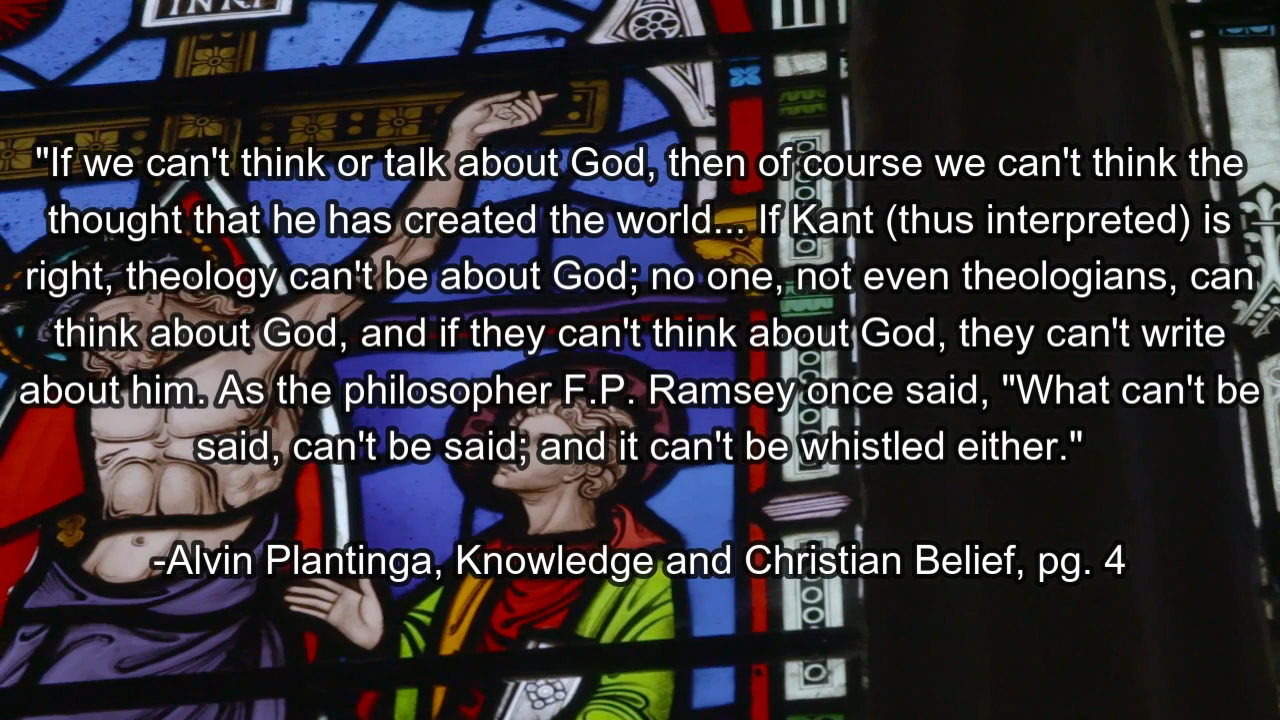 INRI
"If we can't think or talk about God, then of course we can't think the
thought that he has created the world... If Kant (thus interpreted) is
right, theology can't be about God; no one, not even theologians, can
think about God, and if they can't think about God, they can't write
about him. As the philosopher F.P. Ramsey once said, "What can't be
said, can't be said; and it can't be whistled either."
-Alvin Plantinga, Knowledge and Christian Belief, pg. 4